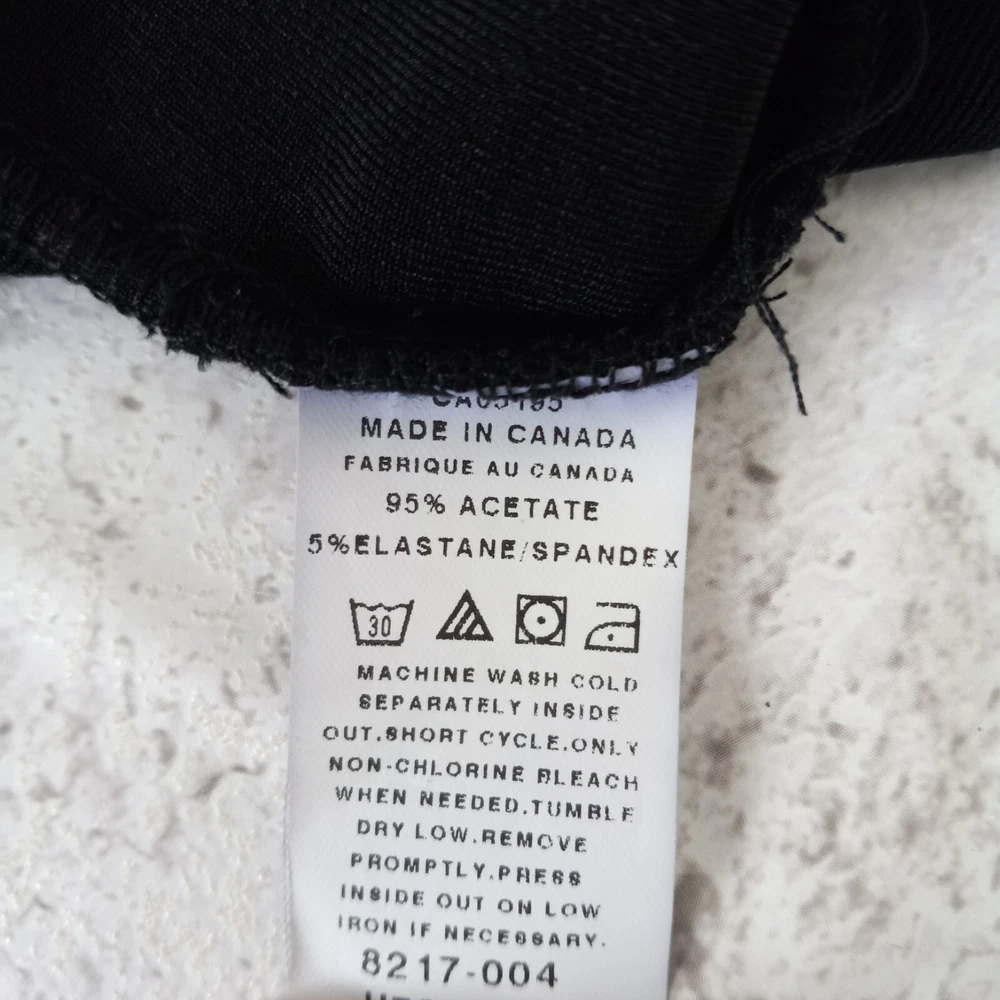 MADE IN CANADA
FABRIQUE AU CANADA
95% ACETATE
5%ELASTANE/SPANDEX
30
MACHINE WASH COLD
SEPARATELY INSIDE
OUT.SHORT CYCLE.ONLY
NON-CHLORINE BLEACH
WHEN NEEDED.TUMBLE
DRY LOW.REMOVE
PROMPTLY.PRESS
INSIDE OUT ON LOW
IRON IF NECESSARY.
8217-004